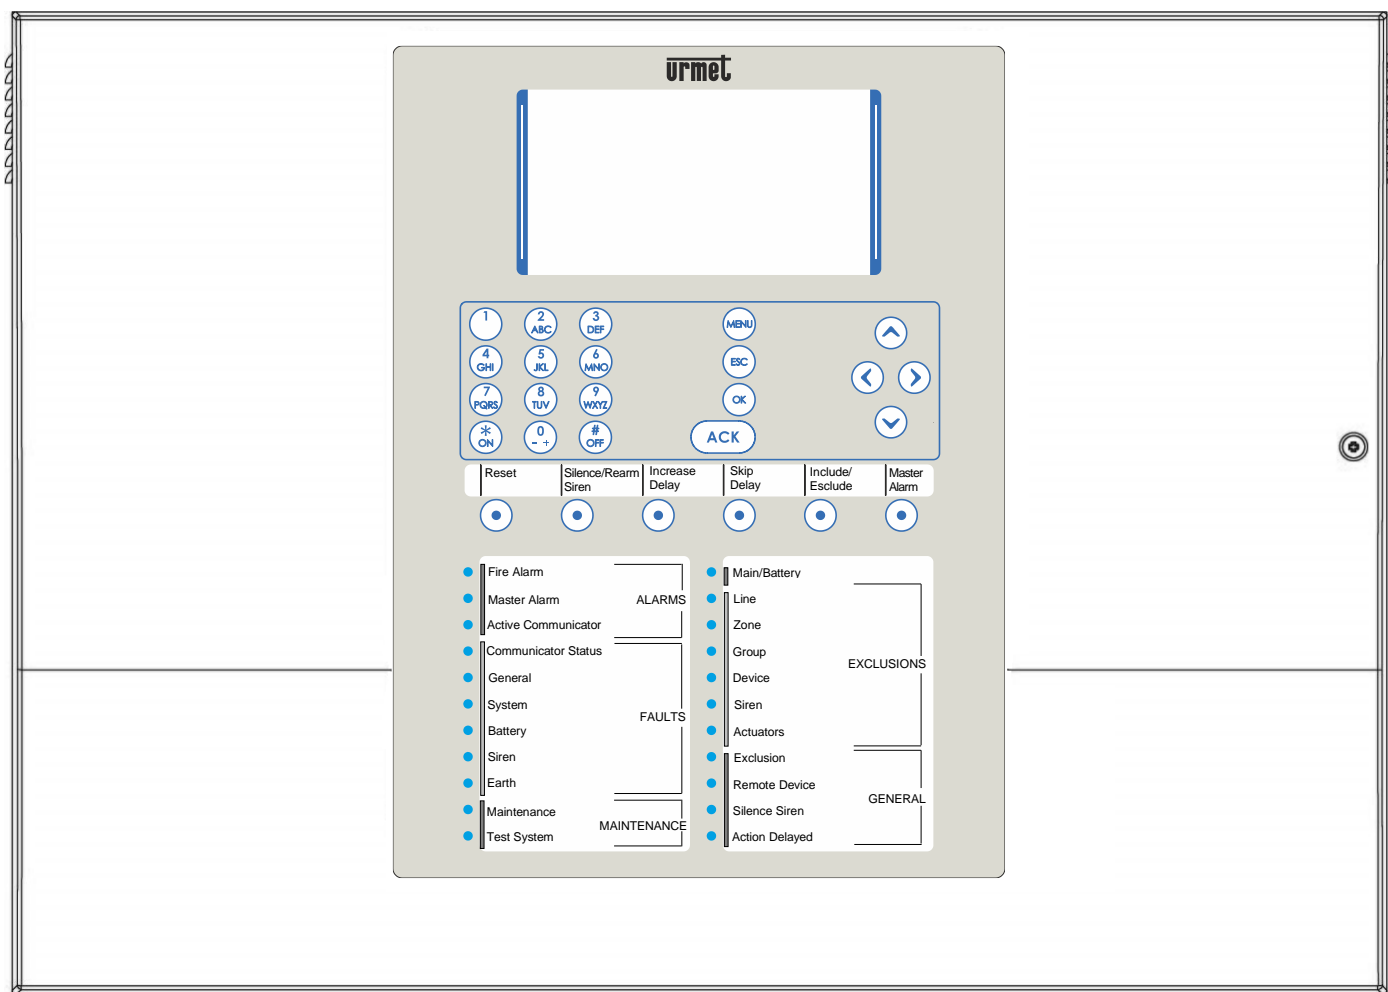 urmet
1
2
ABC
3
DEF
MENU
4
GHI
5
JKL
6
MNO
ESC
7
PQRS
8
TUV
9
WXYZ
OK
*
ON
0
- +
#
OFF
ACK
Reset
Silence/Rearm
Siren
Increase
Delay
Skip
Delay
Include/
Esclude
Master
Alarm
Fire Alarm
Master Alarm
Active Communicator
ALARMS
Communicator Status
General
System
Battery
Siren
Earth
FAULTS
Maintenance
Test System
MAINTENANCE
Main/Battery
Line
Zone
Group
Device
Siren
Actuators
EXCLUSIONS
Exclusion
Remote Device
Silence Siren
Action Delayed
GENERAL